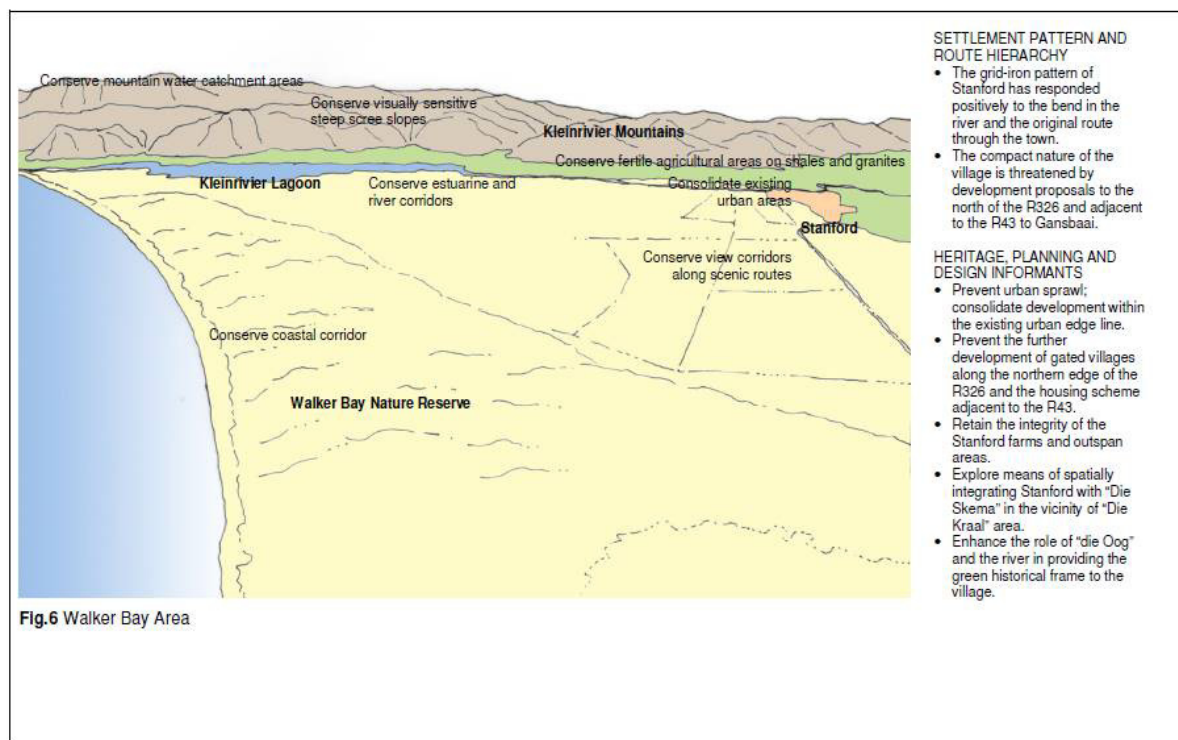 Conserve mountain water catchment areas
Conserve visually sensitive
steep scree slopes
Kleinrivier Mountains
Conserve fertile agricultural areas on shales and granites
Kleinrivier Lagoon
Conserve estuarine and
river corridors
Consolidate existing
urban areas
Stanford
Conserve view corridors
along scenic routes
Conserve coastal corridor
Walker Bay Nature Reserve
Fig.6 Walker Bay Area
SETTLEMENT PATTERN AND
ROUTE HIERARCHY
• The grid-iron pattern of
Stanford has responded
positively to the bend in the
river and the original route
through the town.
• The compact nature of the
village is threatened by
development proposals to the
north of the R326 and adjacent
to the R43 to Gansbaai.
HERITAGE, PLANNING AND
DESIGN INFORMANTS
• Prevent urban sprawl;
consolidate development within
the existing urban edge line.
• Prevent the further
development of gated villages
along the northern edge of the
R326 and the housing scheme
adjacent to the R43.
• Retain the integrity of the
Stanford farms and outspan
areas.
• Explore means of spatially
integrating Stanford with “Die
Skema” in the vicinity of “Die
Kraal” area.
• Enhance the role of “die Oog”
and the river in providing the
green historical frame to the
village.